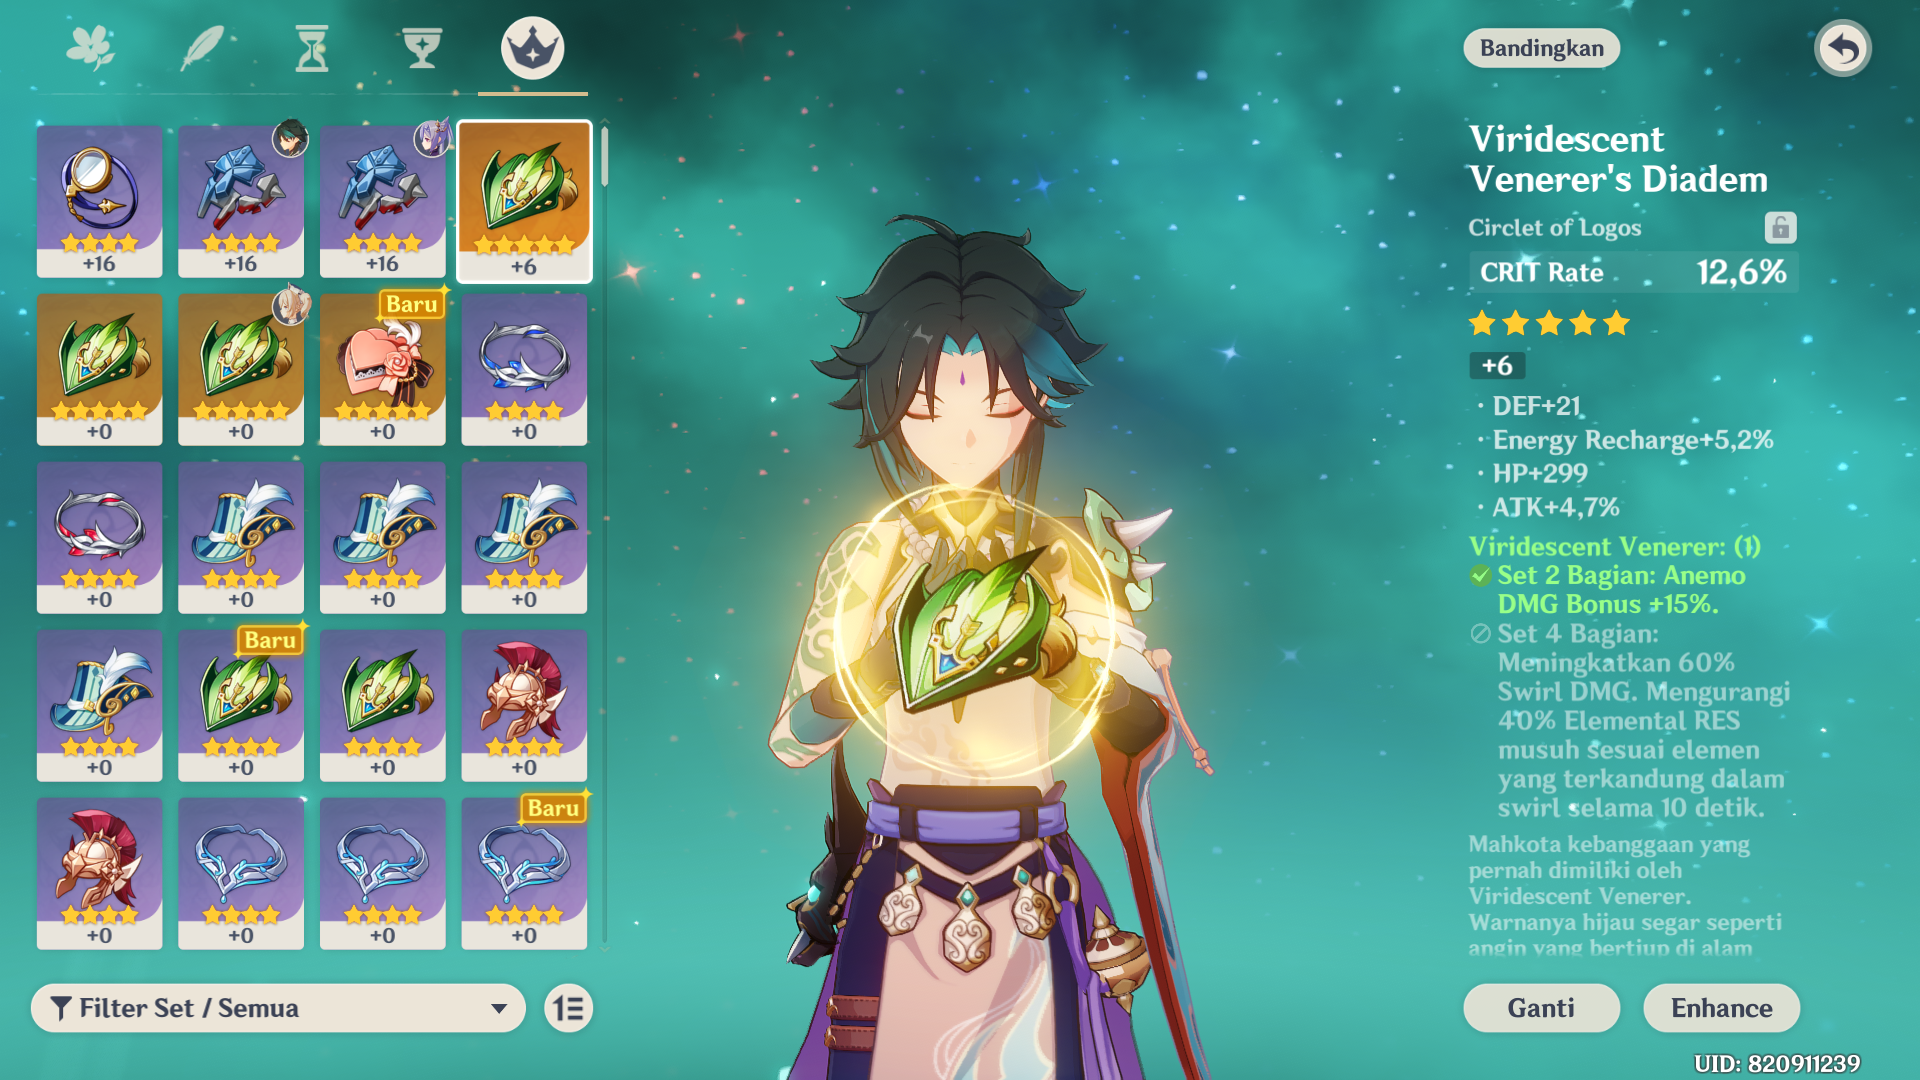 Bandingkan
Viridescent
Venerer's Diadem
Circlet of Logos
CRIT Rate 12,6%
+6
· DEF+21
· Energy Recharge+5,2%
· HP+299
· ATK+4,7%
Viridescent Venerer: (1)
Set 2 Bagian: Anemo
DMG Bonus +15%.
Set 4 Bagian:
Meningkatkan 60%
Swirl DMG. Mengurangi
40% Elemental RES
musuh sesuai elemen
yang terkandung dalam
swirl selama 10 detik.
Mahkota kebanggaan yang
pernah dimiliki oleh
Viridescent Venerer.
Warnanya hijau segar seperti
angin yang bertiup di alam
Ganti Enhance
UID: 820911239
+16 +16 +16 +6
Baru
+0 +0 +0 +0
+0 +0 +0 +0
Baru
+0 +0 +0 +0
Baru
+0 +0 +0 +0
Filter Set / Semua